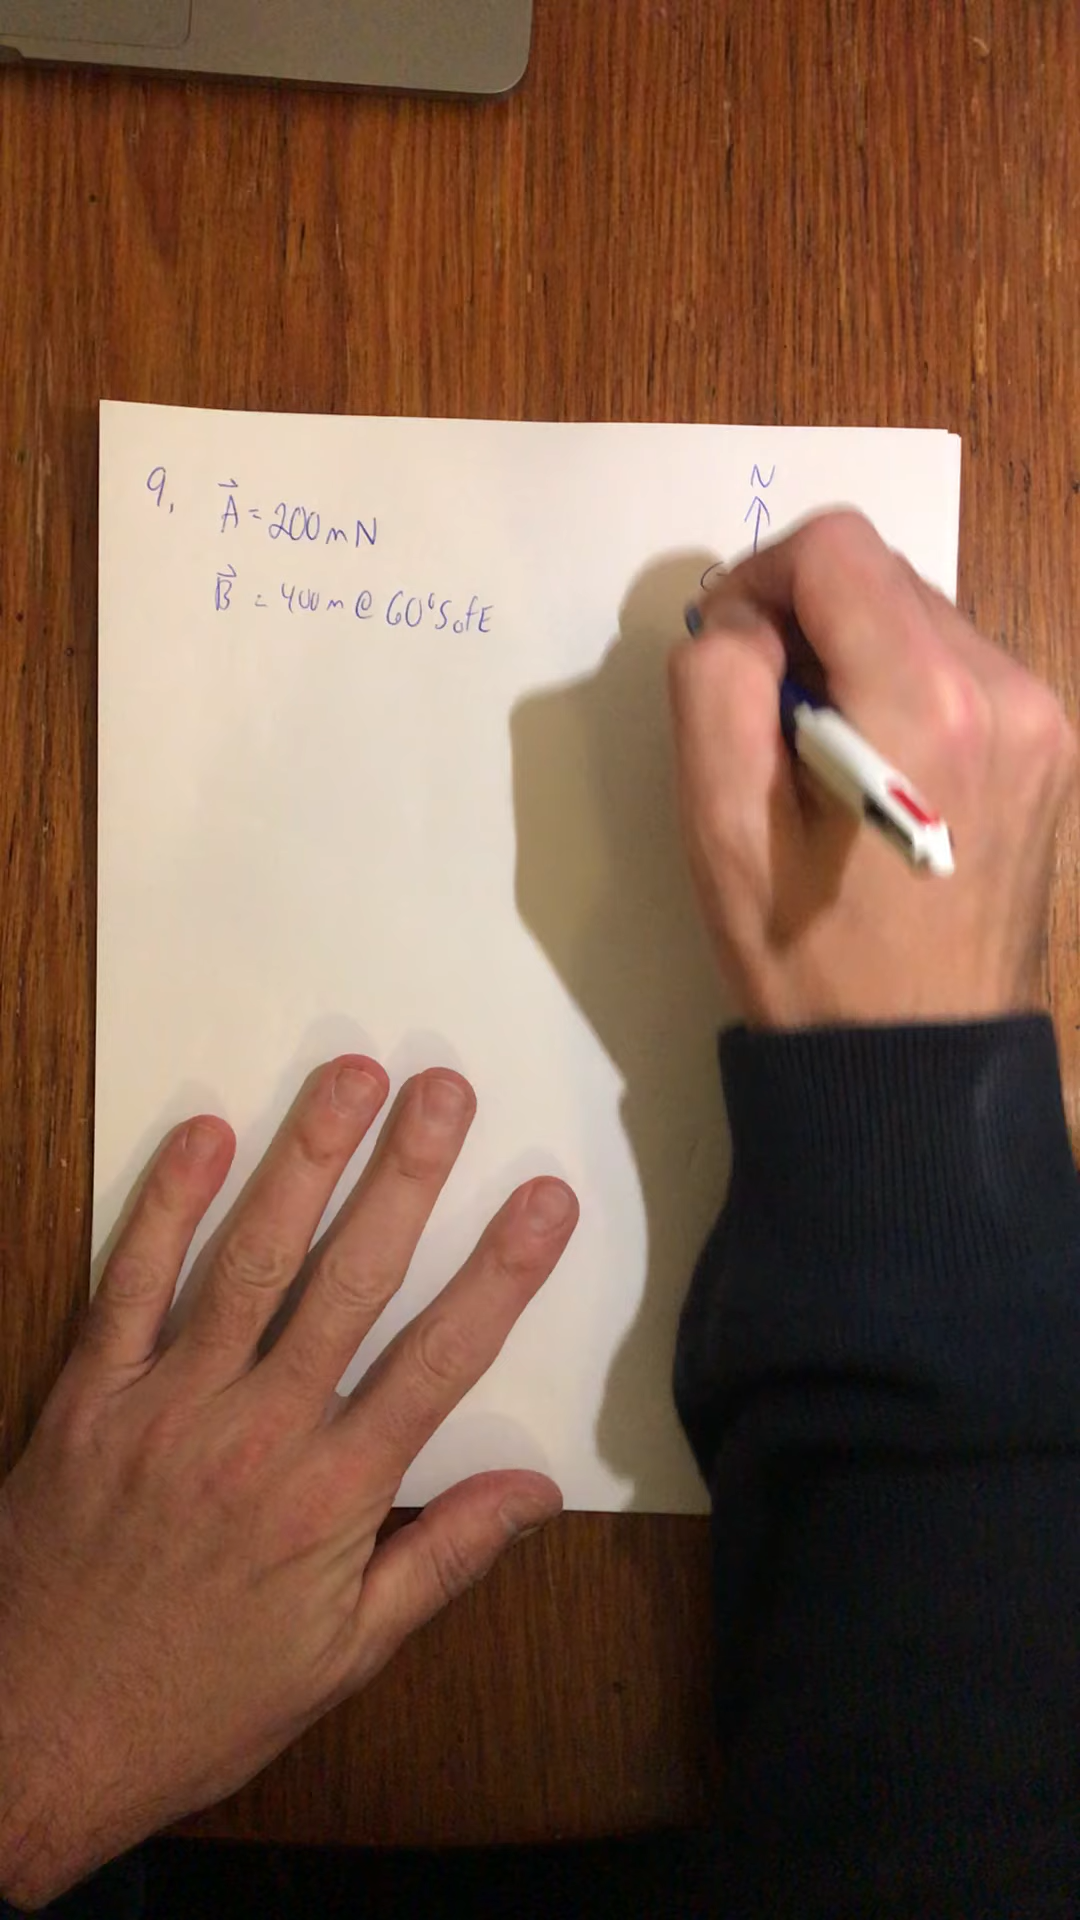 9. A⃗ = 200 m N
B⃗ = 400 m @ 60° S of E
N